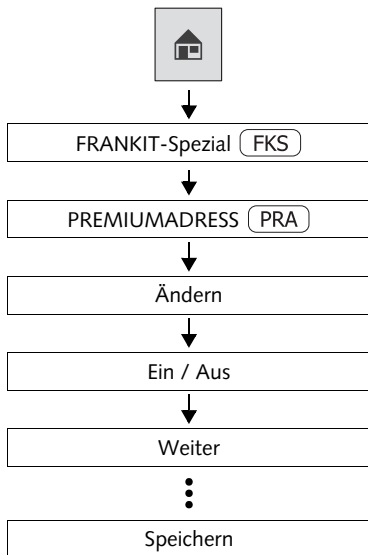 FRANKIT-Spezial FKS
PREMIUMADRESS PRA
Ändern
Ein / Aus
Weiter
Speichern